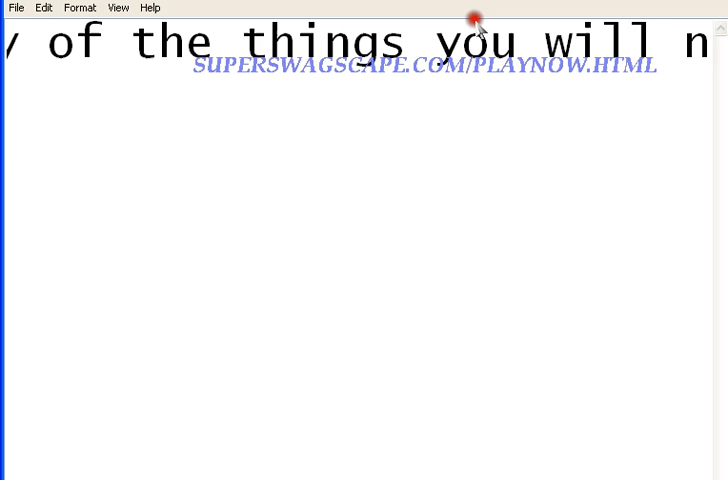 File Edit Format View Help
y of the things you will n
SUPERSWAGSCAPE.COM/PLAYNOW.HTML